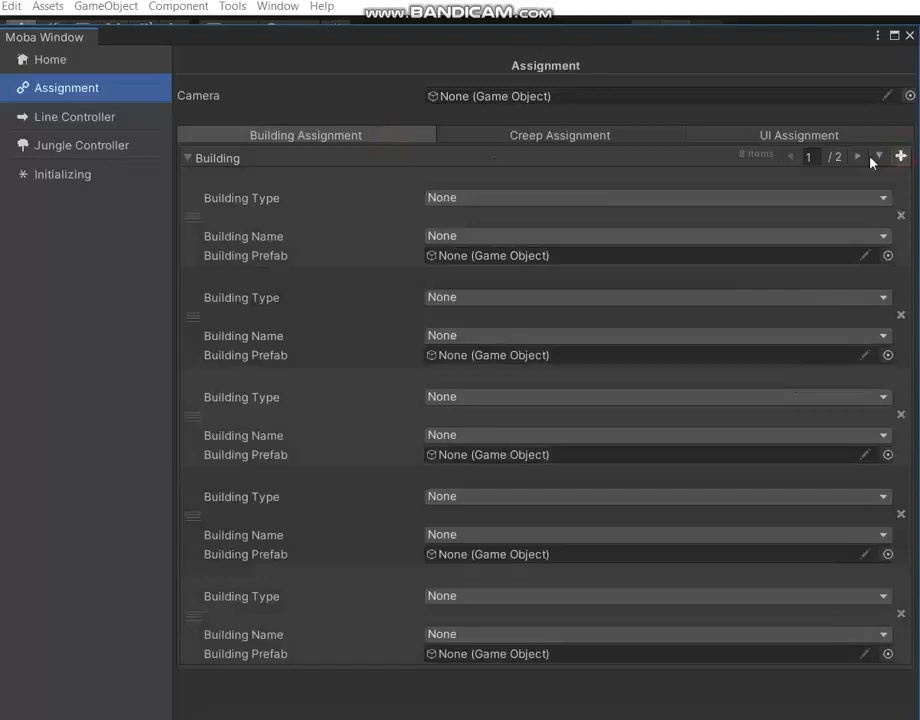 Edit Assets GameObject Component Tools Window Help
www.BANDICAM.com
Moba Window
Home
Assignment
Line Controller
Jungle Controller
Initializing
Assignment
Camera None (Game Object)
Building Assignment Creep Assignment UI Assignment
Building 8 items 1 / 2
Building Type None
Building Name None
Building Prefab None (Game Object)
Building Type None
Building Name None
Building Prefab None (Game Object)
Building Type None
Building Name None
Building Prefab None (Game Object)
Building Type None
Building Name None
Building Prefab None (Game Object)
Building Type None
Building Name None
Building Prefab None (Game Object)